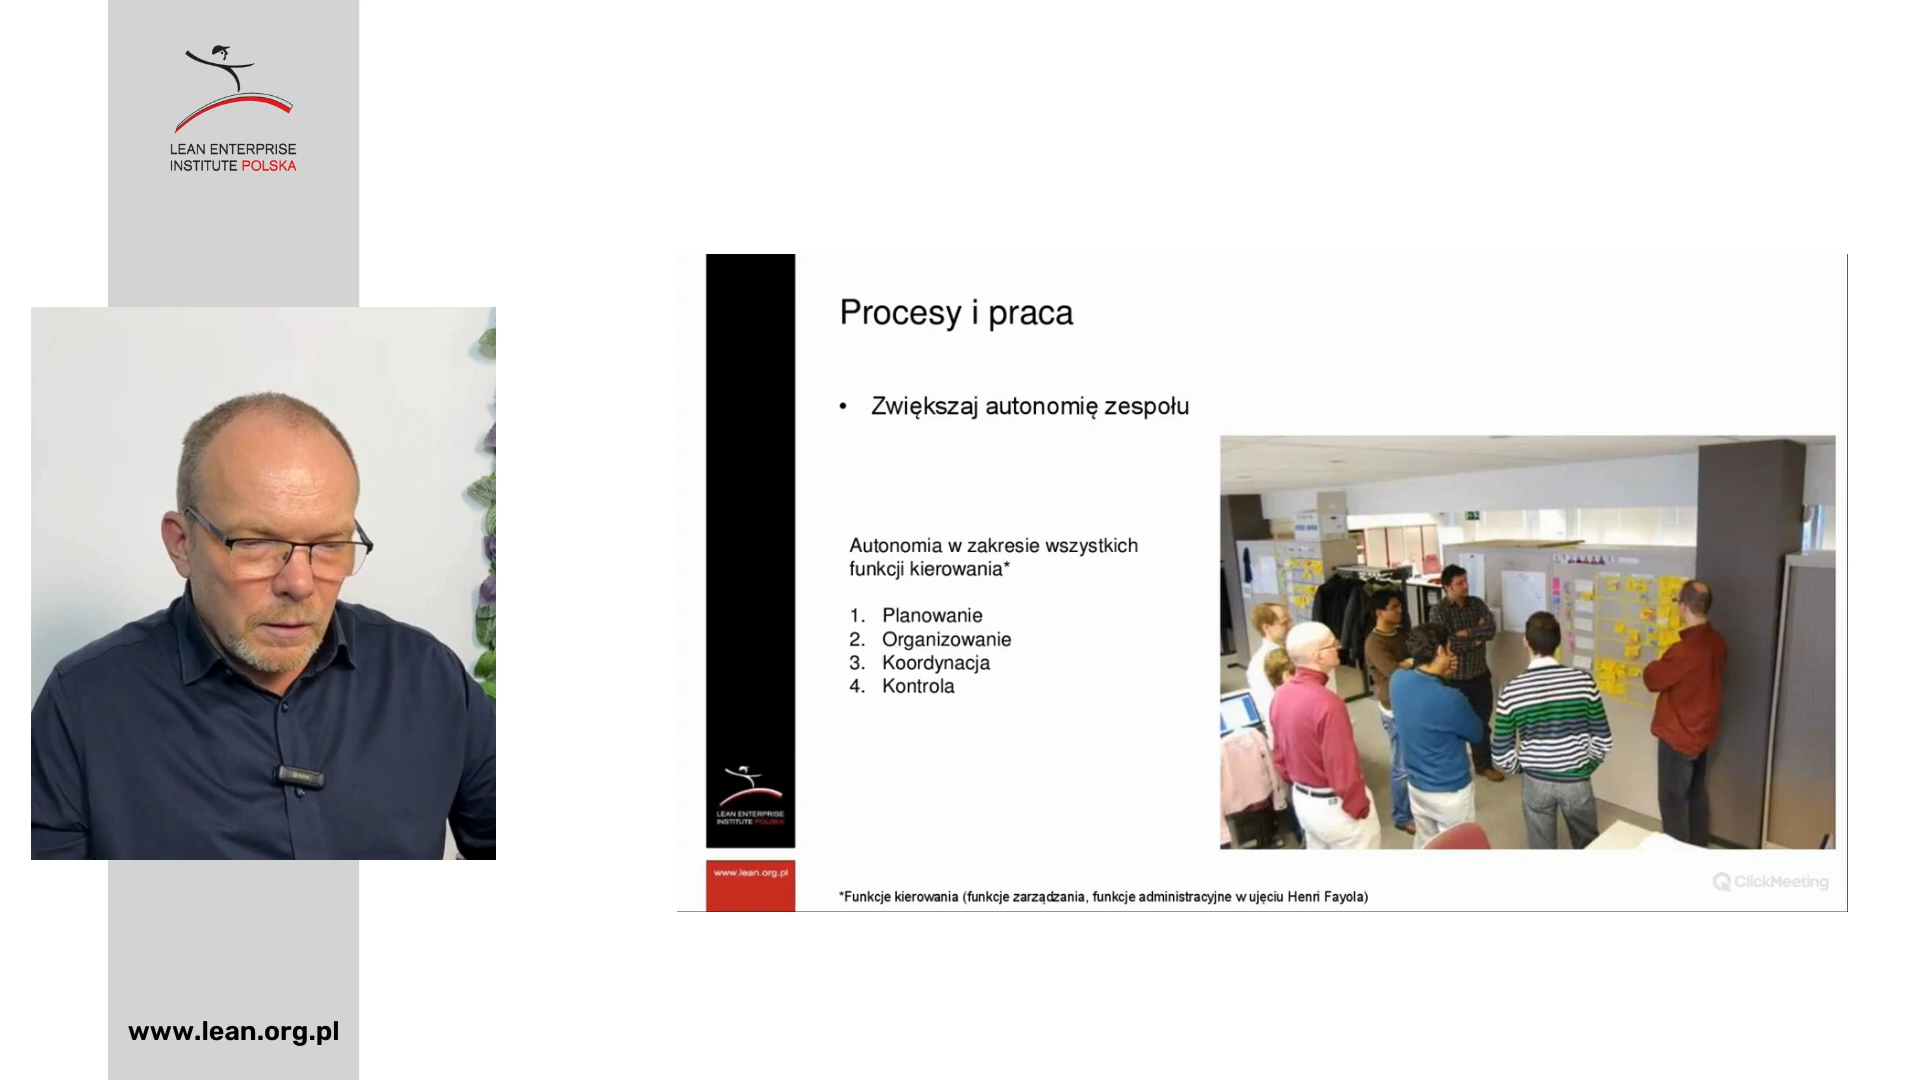 LEAN ENTERPRISE
INSTITUTE POLSKA
www.lean.org.pl
Procesy i praca
• Zwiększaj autonomię zespołu
Autonomia w zakresie wszystkich
funkcji kierowania*
1. Planowanie
2. Organizowanie
3. Koordynacja
4. Kontrola
LEAN ENTERPRISE
INSTITUTE POLSKA
www.lean.org.pl
*Funkcje kierowania (funkcje zarządzania, funkcje administracyjne w ujęciu Henri Fayola)
ClickMeeting